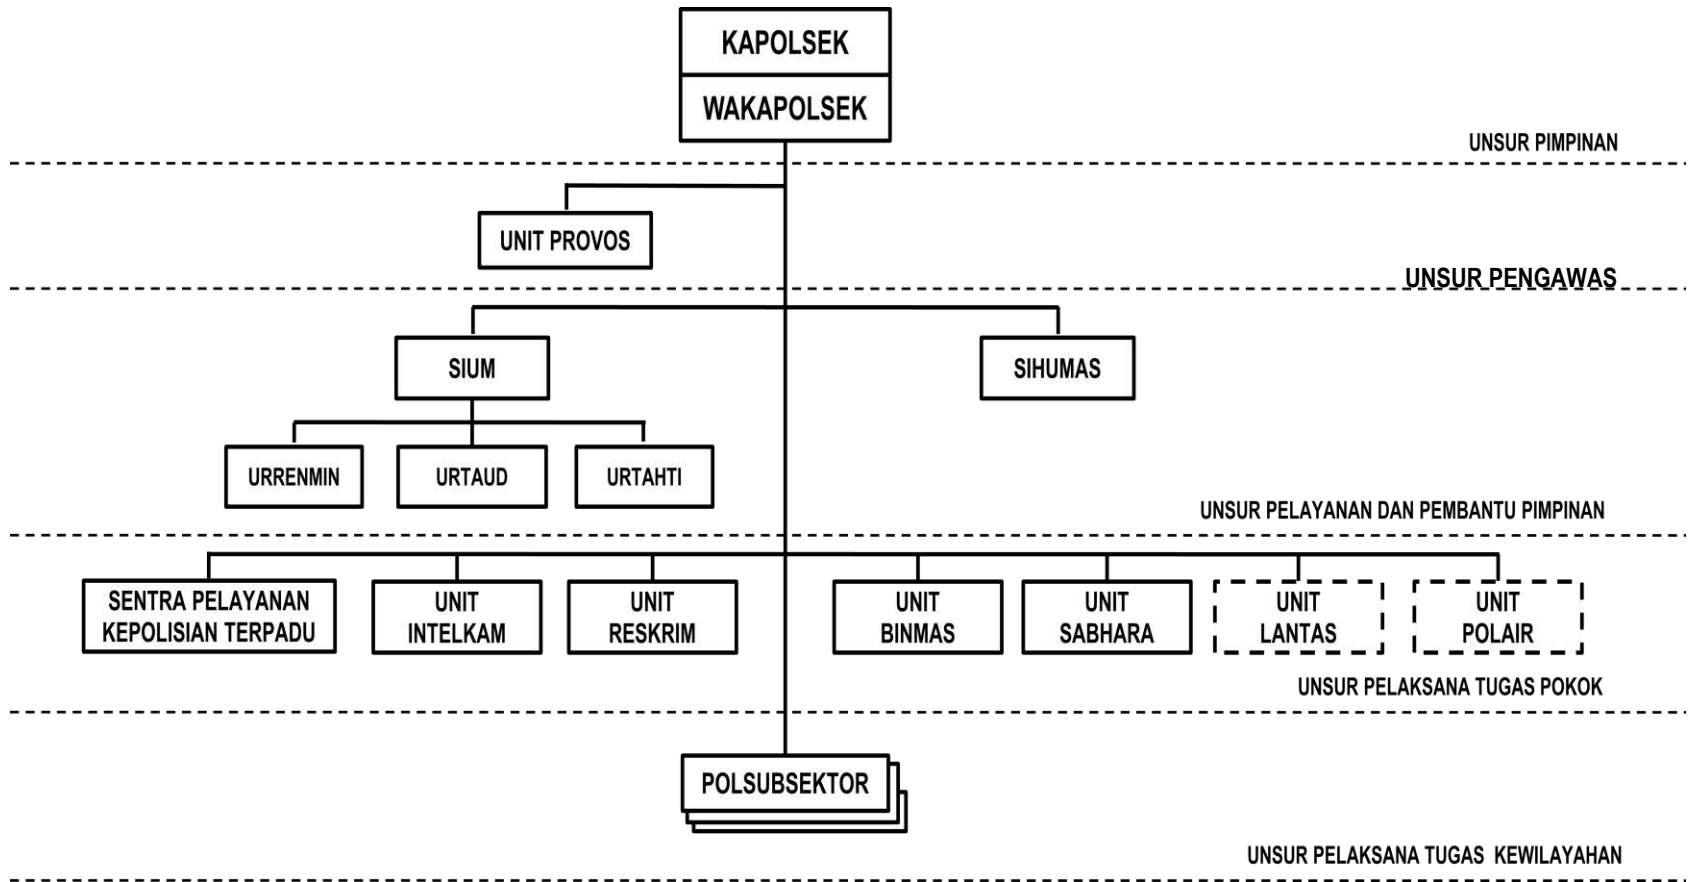 KAPOLSEK
WAKAPOLSEK
UNSUR PIMPINAN
UNIT PROVOS
UNSUR PENGAWAS
SIUM
SIHUMAS
URRENMIN
URTAUD
URTAHTI
UNSUR PELAYANAN DAN PEMBANTU PIMPINAN
SENTRA PELAYANAN
KEPOLISIAN TERPADU
UNIT
INTELKAM
UNIT
RESKRIM
UNIT
BINMAS
UNIT
SABHARA
UNIT
LANTAS
UNIT
POLAIR
UNSUR PELAKSANA TUGAS POKOK
POLSUBSEKTOR
UNSUR PELAKSANA TUGAS KEWILAYAHAN